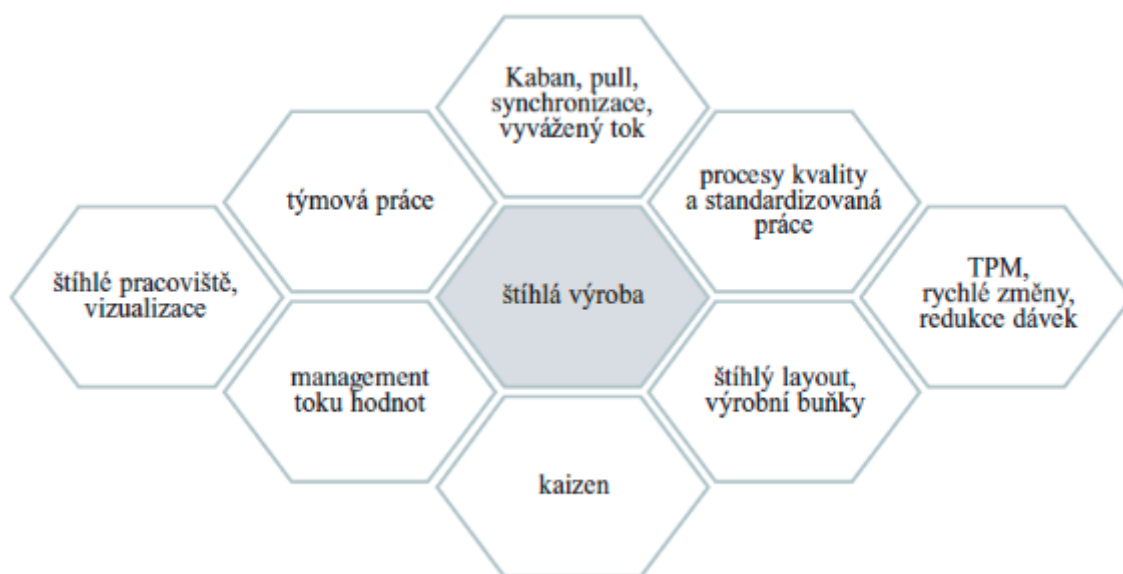 Kaban, pull,
synchronizace,
vyvážený tok
týmová práce
procesy kvality
a standardizovaná
práce
štíhlé pracoviště,
vizualizace
štíhlá výroba
TPM,
rychlé změny,
redukce dávek
management
toku hodnot
štíhlý layout,
výrobní buňky
kaizen